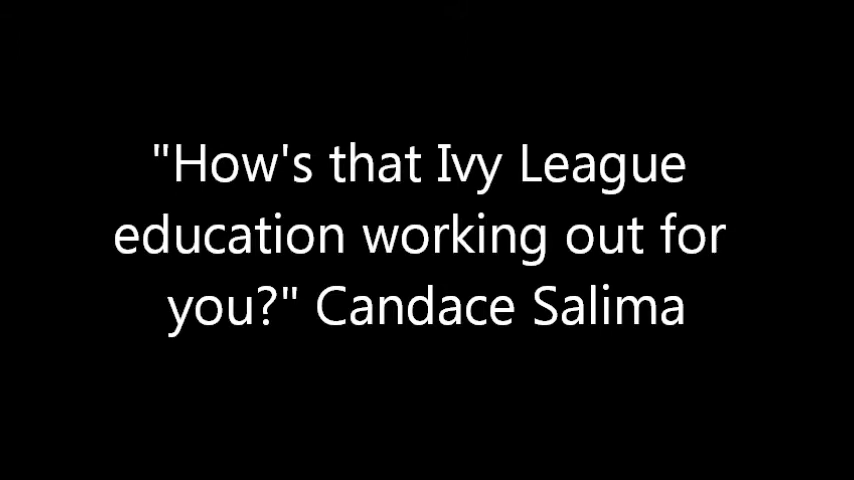 "How's that Ivy League
education working out for
you?" Candace Salima